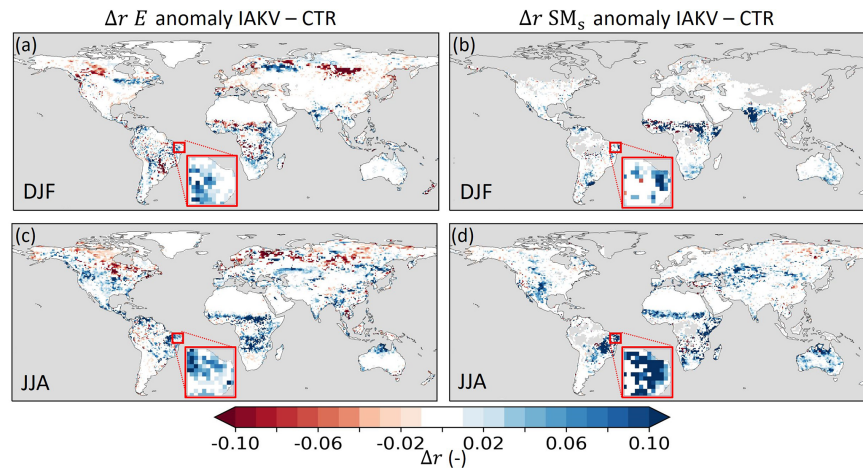 Δr E anomaly IAKV – CTR
Δr SMₛ anomaly IAKV – CTR
(a)
(b)
DJF
DJF
(c)
(d)
JJA
JJA
-0.10 -0.06 -0.02 0.02 0.06 0.10
Δr (-)